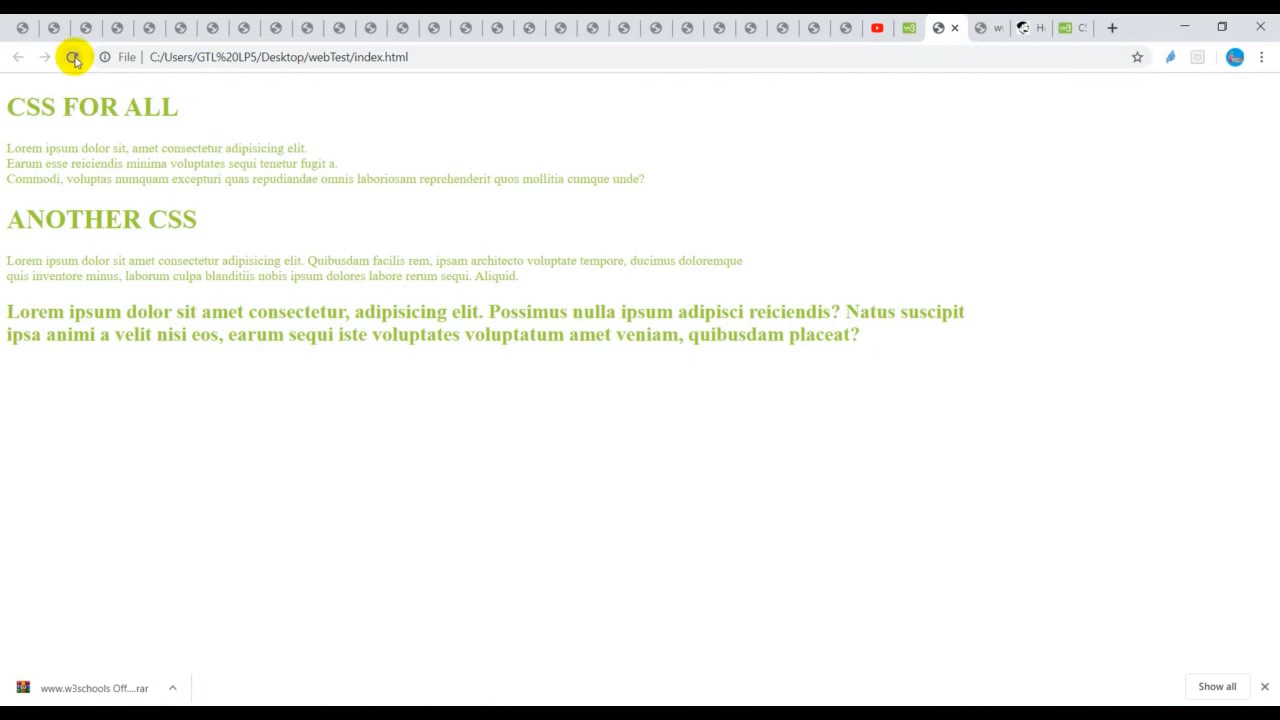 w3
w
H
w3
C
File
C:/Users/GTL%20LP5/Desktop/webTest/index.html
CSS FOR ALL
Lorem ipsum dolor sit, amet consectetur adipisicing elit.
Earum esse reiciendis minima voluptates sequi tenetur fugit a.
Commodi, voluptas numquam excepturi quas repudiandae omnis laboriosam reprehenderit quos mollitia cumque unde?
ANOTHER CSS
Lorem ipsum dolor sit amet consectetur adipisicing elit. Quibusdam facilis rem, ipsam architecto voluptate tempore, ducimus doloremque
quis inventore minus, laborum culpa blanditiis nobis ipsum dolores labore rerum sequi. Aliquid.
Lorem ipsum dolor sit amet consectetur, adipisicing elit. Possimus nulla ipsum adipisci reiciendis? Natus suscipit
ipsa animi a velit nisi eos, earum sequi iste voluptates voluptatum amet veniam, quibusdam placeat?
www.w3schools Off....rar
Show all